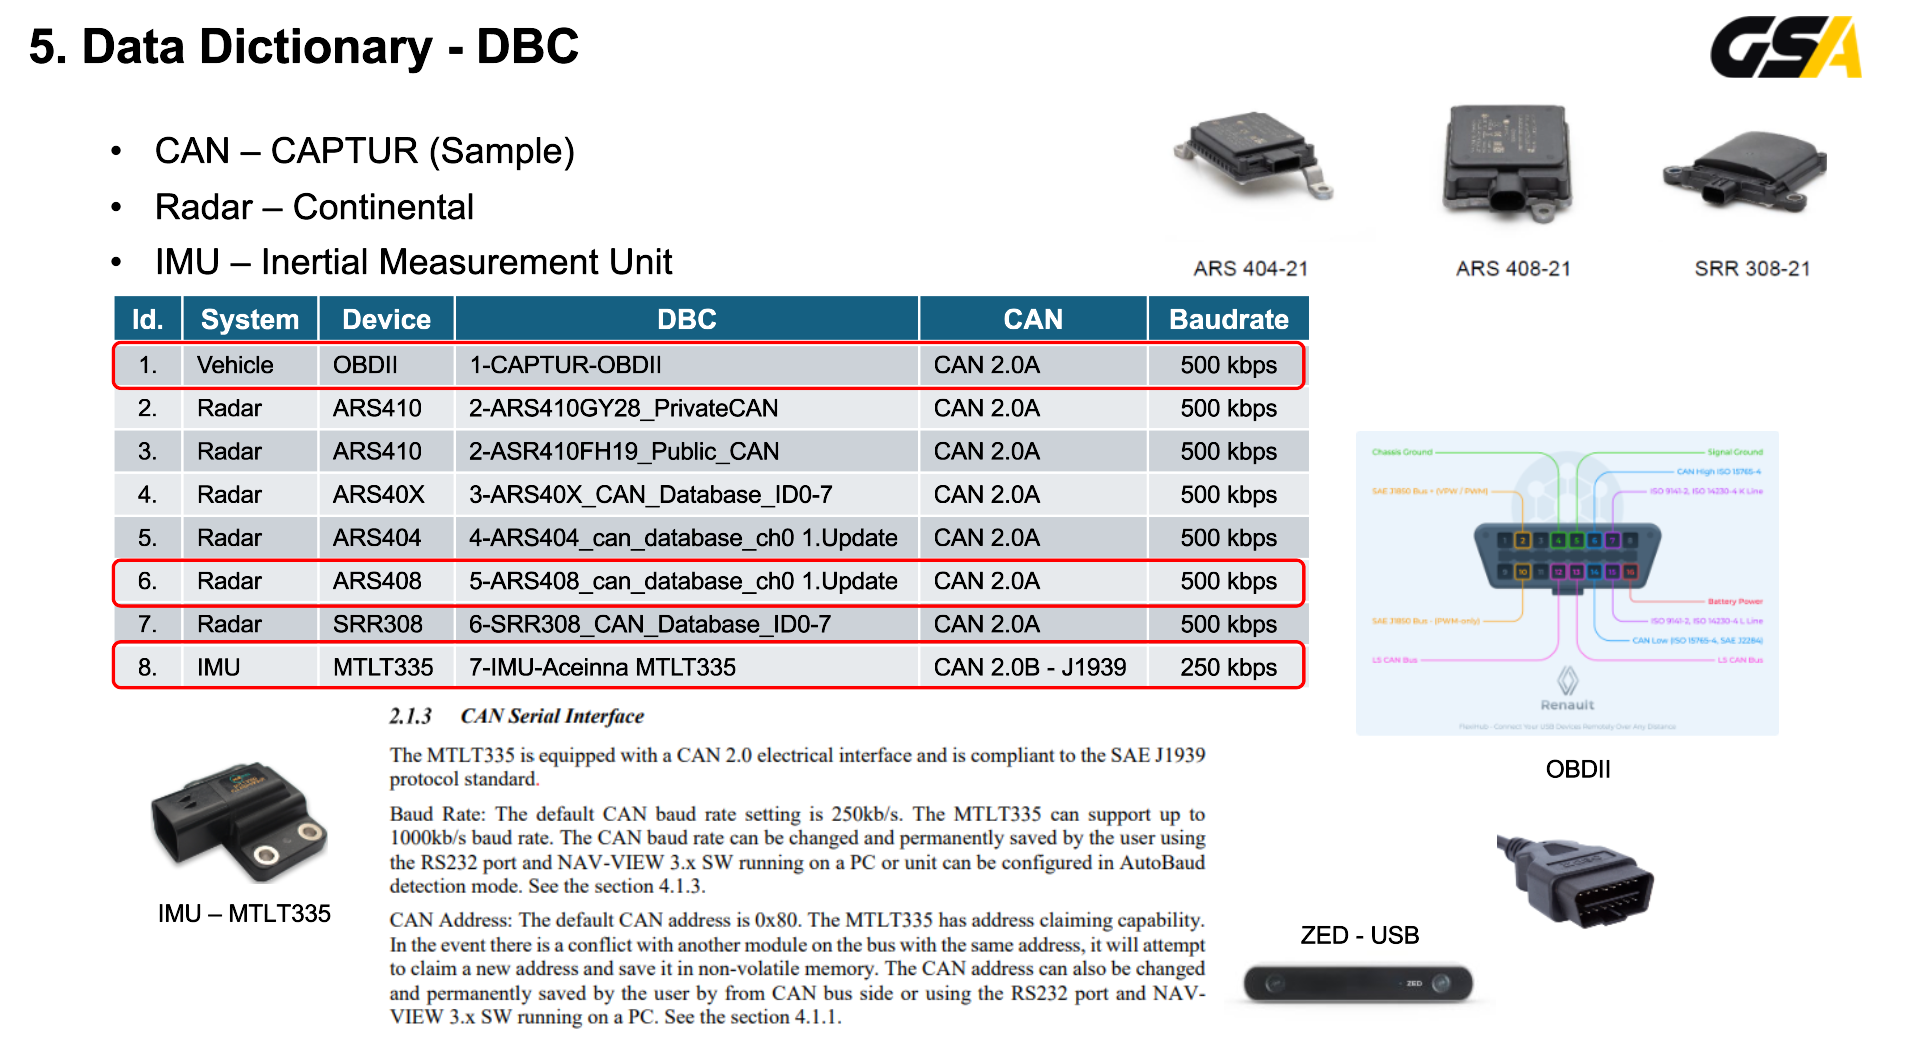 5. Data Dictionary - DBC
GSA
• CAN – CAPTUR (Sample)
• Radar – Continental
• IMU – Inertial Measurement Unit
ARS 404-21
ARS 408-21
SRR 308-21
Id. System Device DBC CAN Baudrate
1. Vehicle OBDII 1-CAPTUR-OBDII CAN 2.0A 500 kbps
2. Radar ARS410 2-ARS410GY28_PrivateCAN CAN 2.0A 500 kbps
3. Radar ARS410 2-ASR410FH19_Public_CAN CAN 2.0A 500 kbps
4. Radar ARS40X 3-ARS40X_CAN_Database_ID0-7 CAN 2.0A 500 kbps
5. Radar ARS404 4-ARS404_can_database_ch0 1.Update CAN 2.0A 500 kbps
6. Radar ARS408 5-ARS408_can_database_ch0 1.Update CAN 2.0A 500 kbps
7. Radar SRR308 6-SRR308_CAN_Database_ID0-7 CAN 2.0A 500 kbps
8. IMU MTLT335 7-IMU-Aceinna MTLT335 CAN 2.0B - J1939 250 kbps
Chassis Ground
Signal Ground
CAN High ISO 15765-4
SAE J1850 Bus + (VPW / PWM)
ISO 9141-2, ISO 14230-4 K Line
1 2 3 4 5 6 7 8
9 10 11 12 13 14 15 16
Battery Power
SAE J1850 Bus - (PWM-only)
ISO 9141-2, ISO 14230-4 L Line
CAN Low (ISO 15765-4, SAE J2284)
LS CAN Bus
LS CAN Bus
Renault
FlexiHub - Connect Your USB Devices Remotely Over Any Distance
OBDII
2.1.3 CAN Serial Interface
The MTLT335 is equipped with a CAN 2.0 electrical interface and is compliant to the SAE J1939
protocol standard.
Baud Rate: The default CAN baud rate setting is 250kb/s. The MTLT335 can support up to
1000kb/s baud rate. The CAN baud rate can be changed and permanently saved by the user using
the RS232 port and NAV-VIEW 3.x SW running on a PC or unit can be configured in AutoBaud
detection mode. See the section 4.1.3.
CAN Address: The default CAN address is 0x80. The MTLT335 has address claiming capability.
In the event there is a conflict with another module on the bus with the same address, it will attempt
to claim a new address and save it in non-volatile memory. The CAN address can also be changed
and permanently saved by the user by from CAN bus side or using the RS232 port and NAV-
VIEW 3.x SW running on a PC. See the section 4.1.1.
IMU – MTLT335
ZED - USB
ZED